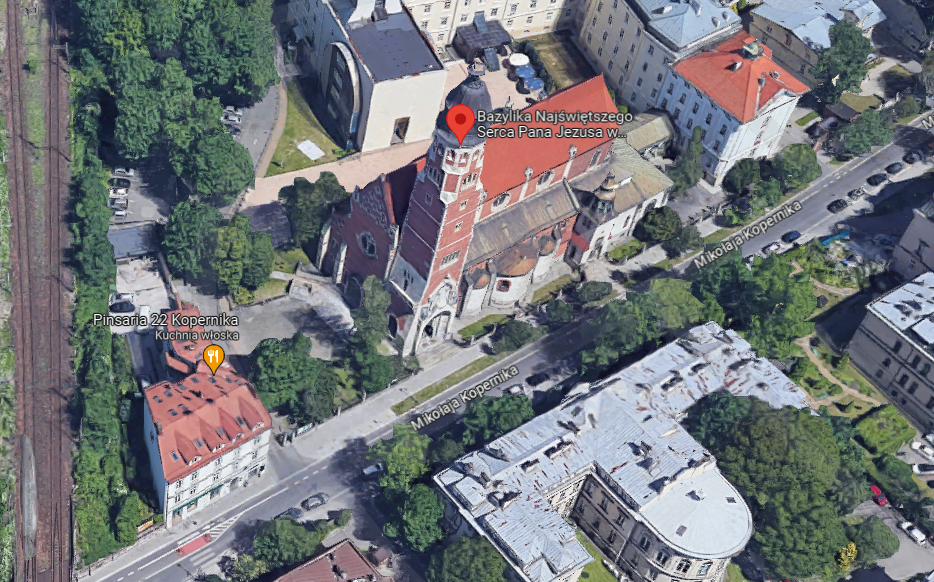 Bazylika Najświętszego
Serca Pana Jezusa w...
Mikołaja Kopernika
Pinsaria 22 Kopernika
Kuchnia włoska
Mikołaja Kopernika